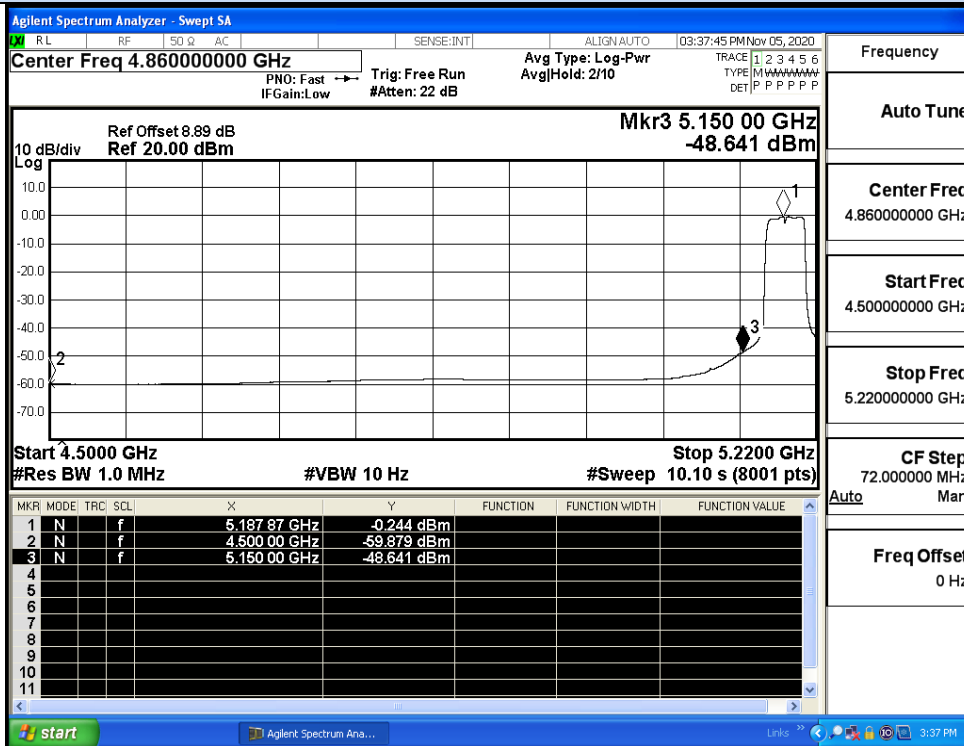 Agilent Spectrum Analyzer - Swept SA
LXI RL RF 50 Ω AC SENSE:INT ALIGN AUTO 03:37:45 PM Nov 05, 2020
Center Freq 4.860000000 GHz
PNO: Fast
IFGain:Low
Trig: Free Run
#Atten: 22 dB
Avg Type: Log-Pwr
Avg|Hold: 2/10
TRACE 1 2 3 4 5 6
TYPE M
DET P P P P P P
Mkr3 5.150 00 GHz
-48.641 dBm
Ref Offset 8.89 dB
10 dB/div Ref 20.00 dBm
Log
10.0
0.00
-10.0
-20.0
-30.0
-40.0
-50.0
-60.0
-70.0
1
2
3
Start 4.5000 GHz Stop 5.2200 GHz
#Res BW 1.0 MHz #VBW 10 Hz #Sweep 10.10 s (8001 pts)
MKR MODE TRC SCL X Y FUNCTION FUNCTION WIDTH FUNCTION VALUE
1 N f 5.187 87 GHz -0.244 dBm
2 N f 4.500 00 GHz -59.879 dBm
3 N f 5.150 00 GHz -48.641 dBm
4
5
6
7
8
9
10
11
Frequency
Auto Tune
Center Freq
4.860000000 GHz
Start Freq
4.500000000 GHz
Stop Freq
5.220000000 GHz
CF Step
72.000000 MHz
Auto Man
Freq Offset
0 Hz
start Agilent Spectrum Ana... Links 3:37 PM